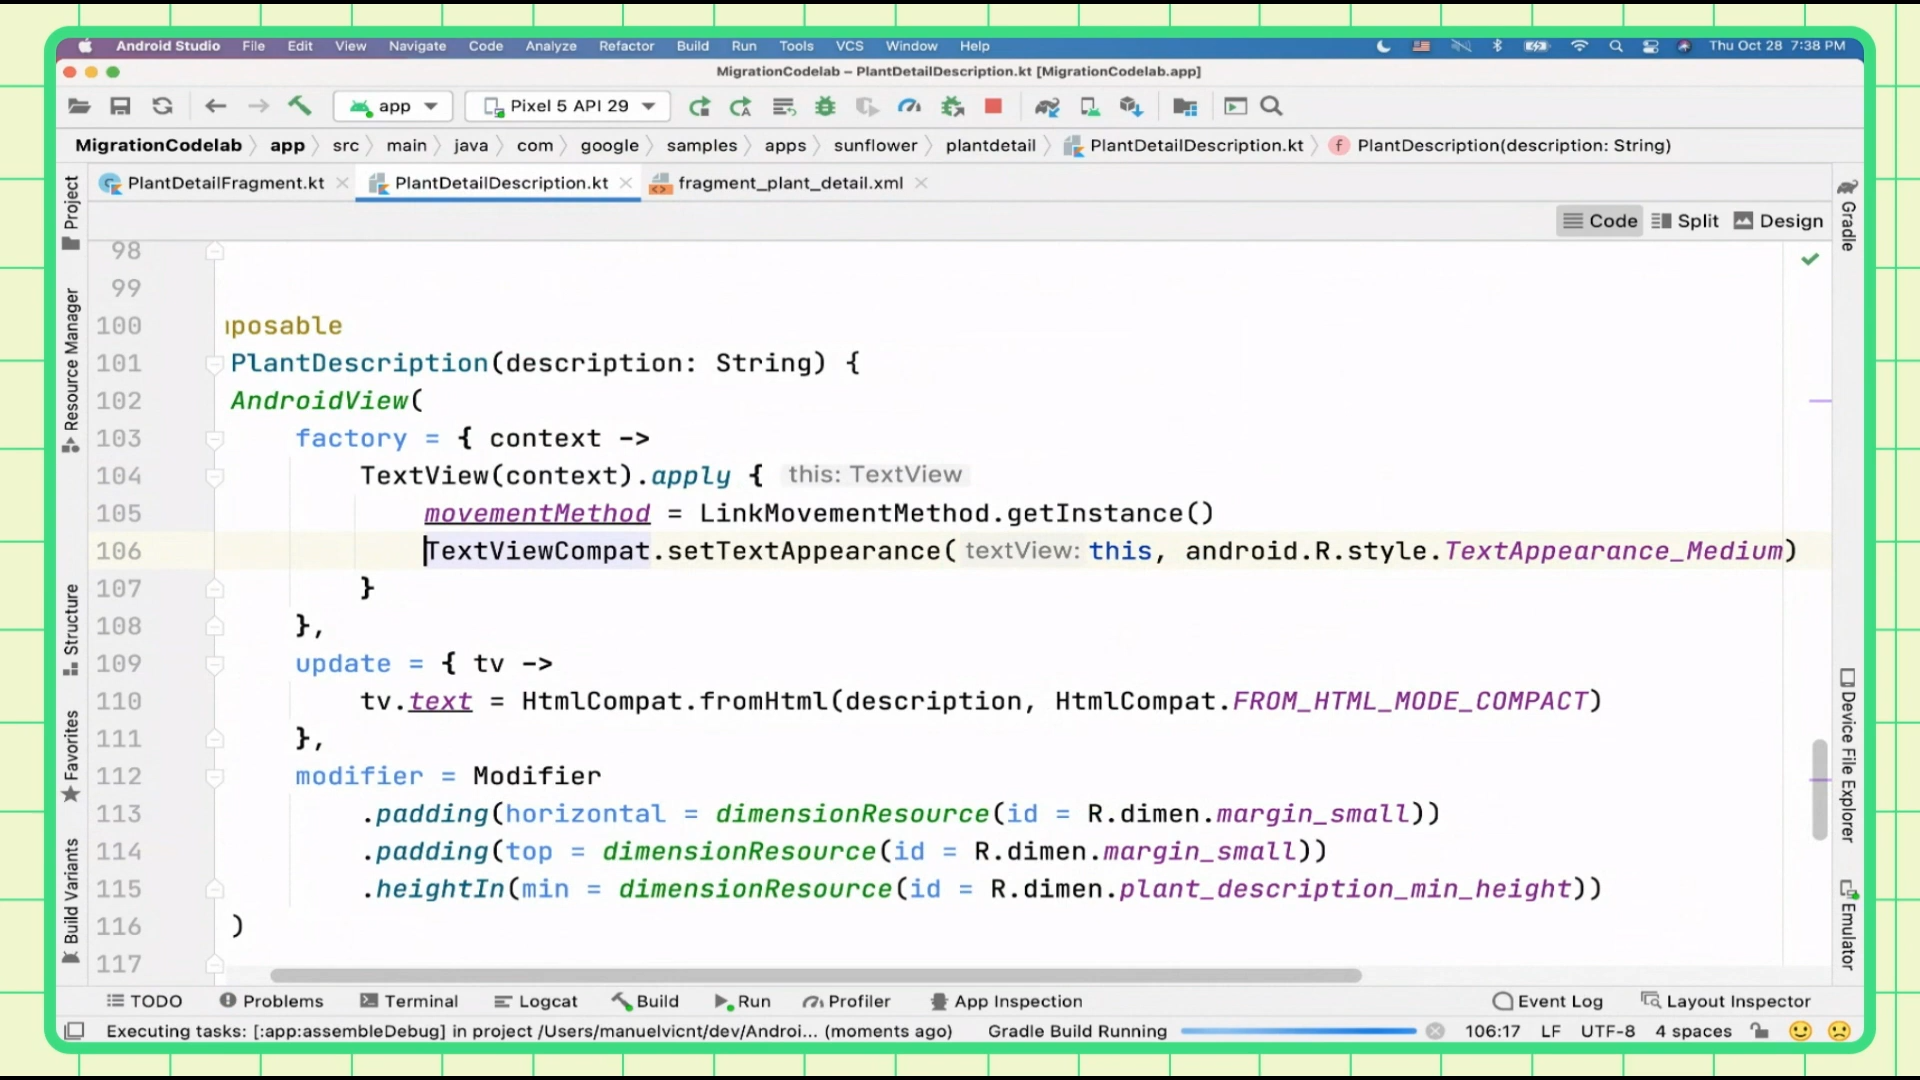 Android Studio File Edit View Navigate Code Analyze Refactor Build Run Tools VCS Window Help Thu Oct 28 7:38 PM
MigrationCodelab – PlantDetailDescription.kt [MigrationCodelab.app]
app Pixel 5 API 29
MigrationCodelab app src main java com google samples apps sunflower plantdetail PlantDetailDescription.kt f PlantDescription(description: String)
PlantDetailFragment.kt PlantDetailDescription.kt fragment_plant_detail.xml
Code Split Design
Project
Resource Manager
Structure
Favorites
Build Variants
98
99
100 mposable
101 PlantDescription(description: String) {
102 AndroidView(
103 factory = { context ->
104 TextView(context).apply { this: TextView
105 movementMethod = LinkMovementMethod.getInstance()
106 TextViewCompat.setTextAppearance( textView: this, android.R.style.TextAppearance_Medium)
107 }
108 },
109 update = { tv ->
110 tv.text = HtmlCompat.fromHtml(description, HtmlCompat.FROM_HTML_MODE_COMPACT)
111 },
112 modifier = Modifier
113 .padding(horizontal = dimensionResource(id = R.dimen.margin_small))
114 .padding(top = dimensionResource(id = R.dimen.margin_small))
115 .heightIn(min = dimensionResource(id = R.dimen.plant_description_min_height))
116 )
117
Gradle
Device File Explorer
Emulator
TODO Problems Terminal Logcat Build Run Profiler App Inspection Event Log Layout Inspector
Executing tasks: [:app:assembleDebug] in project /Users/manuelvicnt/dev/Androi... (moments ago) Gradle Build Running 106:17 LF UTF-8 4 spaces